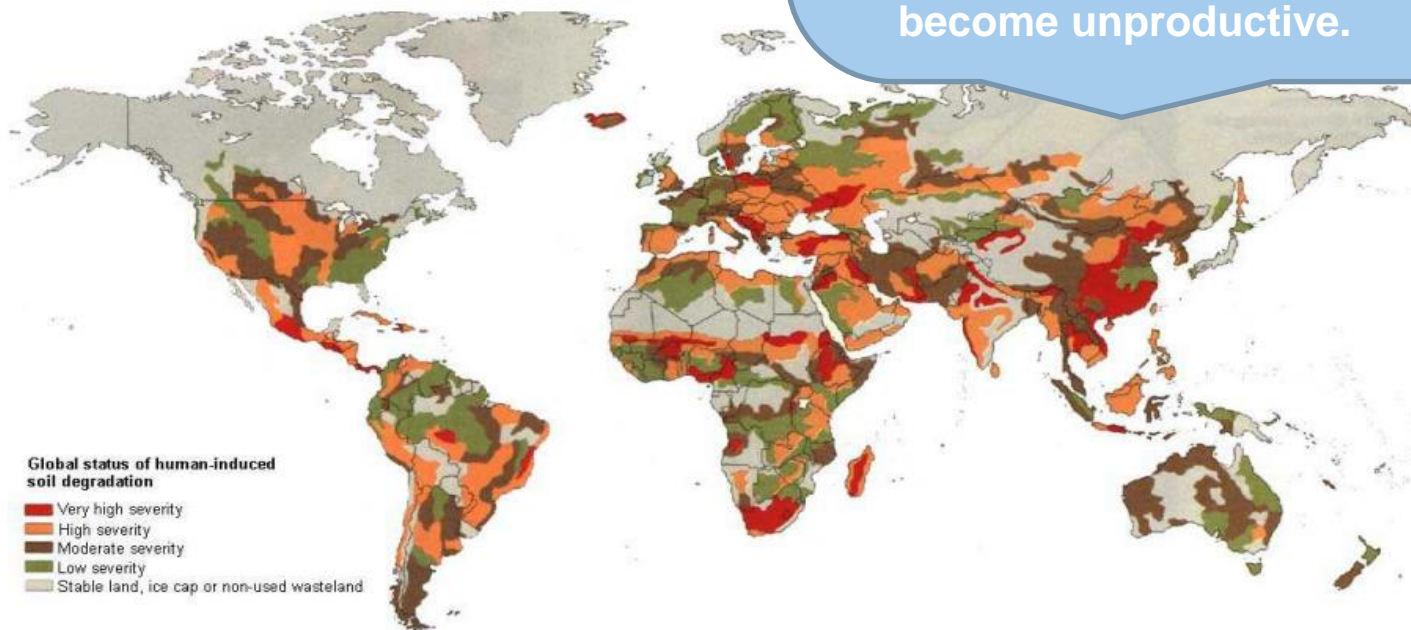 become unproductive.
Global status of human-induced
soil degradation
Very high severity
High severity
Moderate severity
Low severity
Stable land, ice cap or non-used wasteland